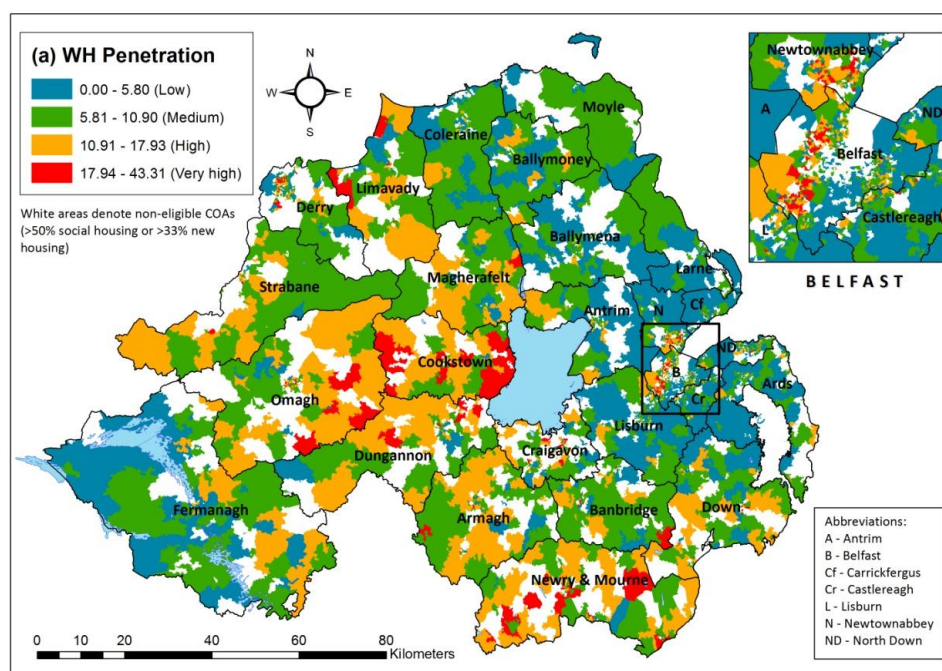 (a) WH Penetration
0.00 - 5.80 (Low)
5.81 - 10.90 (Medium)
10.91 - 17.93 (High)
17.94 - 43.31 (Very high)
White areas denote non-eligible COAs
(>50% social housing or >33% new
housing)
N
W E
S
Moyle
Coleraine
Ballymoney
Limavady
Derry
Ballymena
Larne
Magherafelt
Strabane
Antrim
N
Cf
Cookstown
ND
B
Ards
Omagh
Cr
Lisburn
Dungannon
Craigavon
Fermanagh
Armagh
Banbridge
Down
Newry & Mourne
0 10 20 40 60 80
Kilometers
Newtownabbey
A
ND
Belfast
Castlereagh
L
BELFAST
Abbreviations:
A - Antrim
B - Belfast
Cf - Carrickfergus
Cr - Castlereagh
L - Lisburn
N - Newtownabbey
ND - North Down